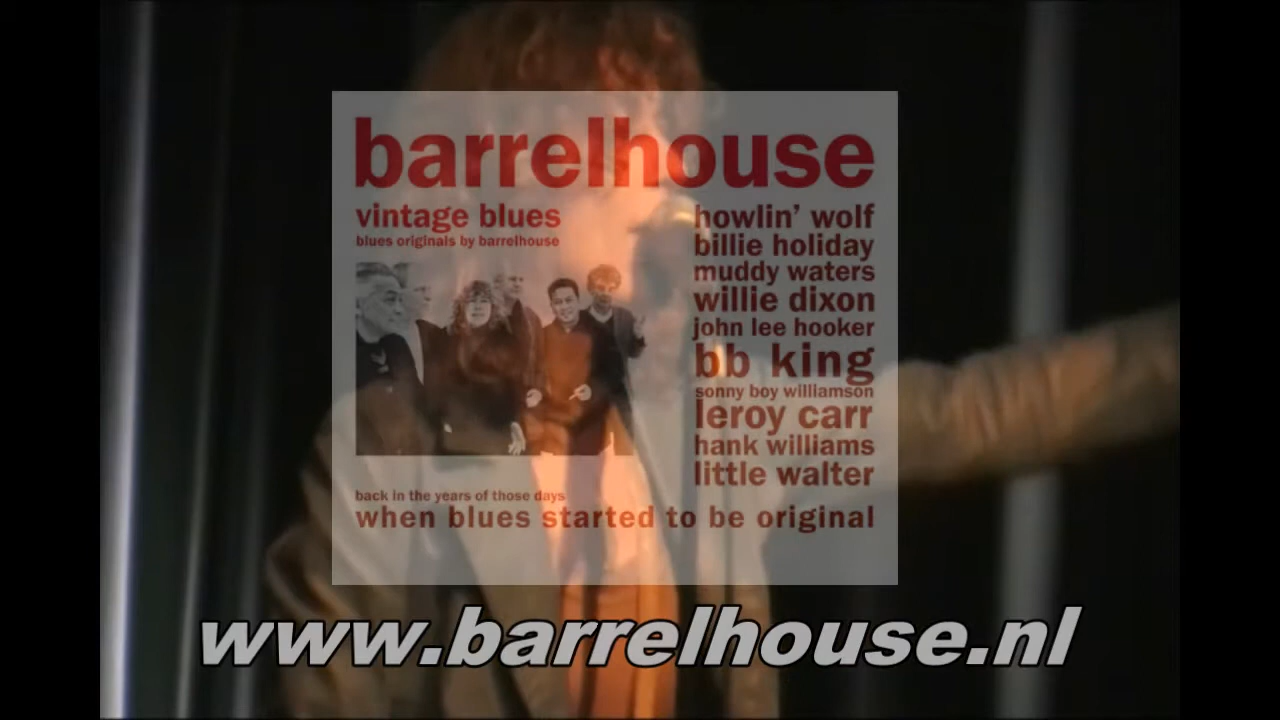 barrelhouse
vintage blues
blues originals by barrelhouse
howlin’ wolf
billie holiday
muddy waters
willie dixon
john lee hooker
bb king
sonny boy williamson
leroy carr
hank williams
little walter
back in the years of those days
when blues started to be original
www.barrelhouse.nl